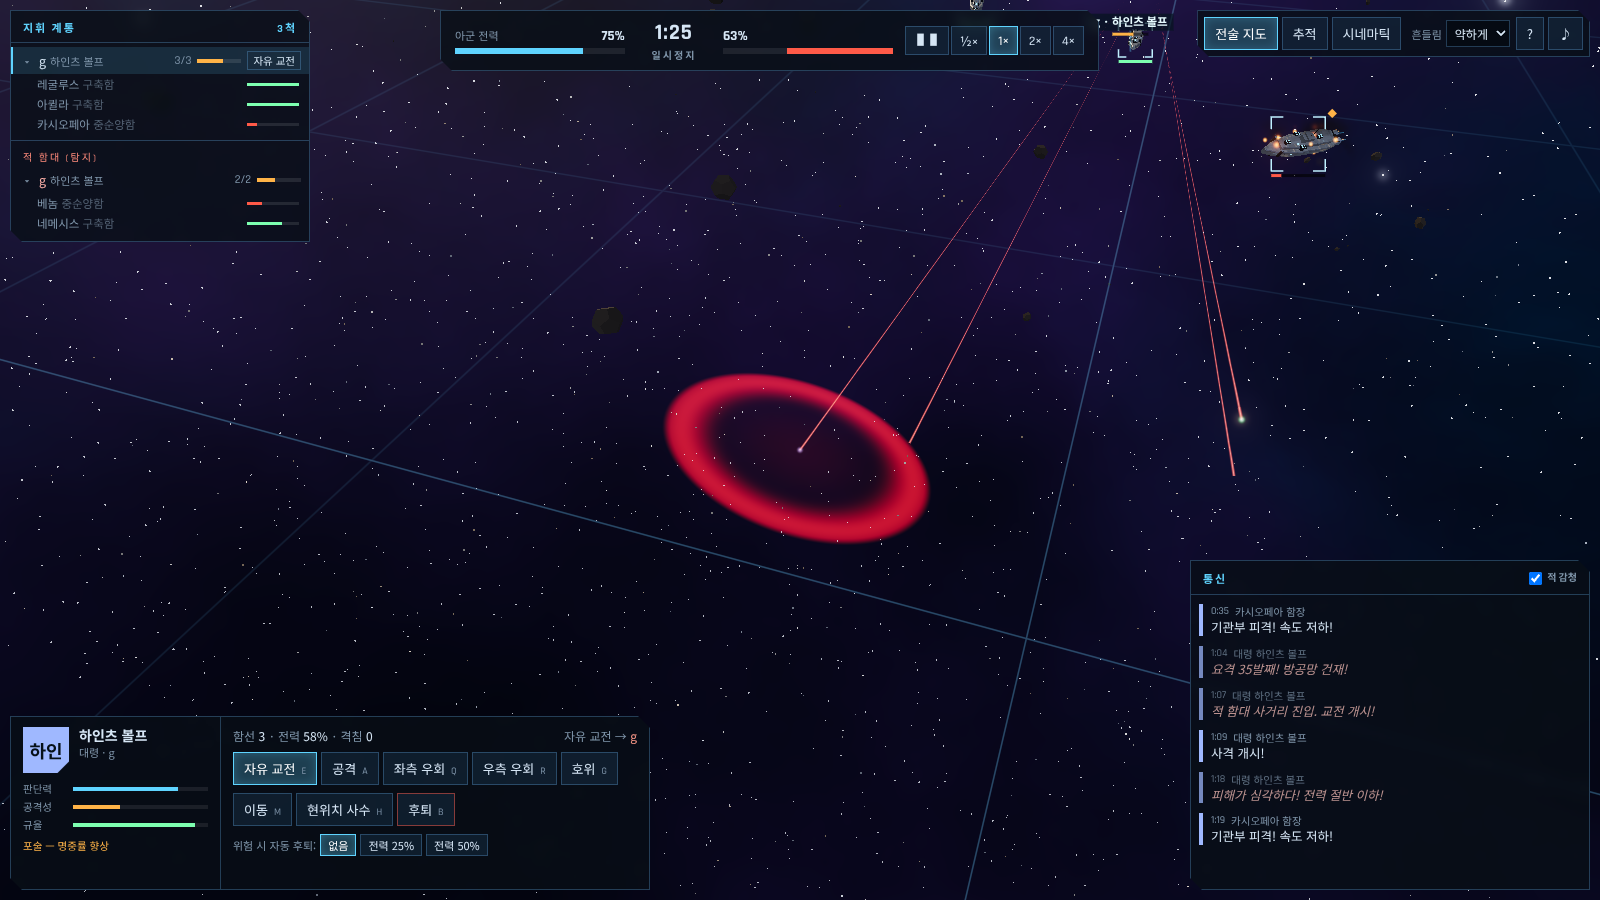 지휘 계통 3척
g 하인츠 볼프 3/3 자유 교전
레굴루스 구축함
아퀼라 구축함
카시오페아 중순양함
적 함대 (탐지)
g 하인츠 볼프 2/2
베놈 중순양함
네메시스 구축함
아군 전력 75% 1:25 63%
일시정지
½× 1× 2× 4×
· 하인츠 볼프
전술 지도 추적 시네마틱 흔들림 약하게 ? ♪
통신 적 감청
0:35 카시오페아 함장
기관부 피격! 속도 저하!
1:04 대령 하인츠 볼프
요격 35발째! 방공망 건재!
1:07 대령 하인츠 볼프
적 함대 사거리 진입. 교전 개시!
1:09 대령 하인츠 볼프
사격 개시!
1:18 대령 하인츠 볼프
피해가 심각하다! 전력 절반 이하!
1:19 카시오페아 함장
기관부 피격! 속도 저하!
하인 하인츠 볼프
대령 · g
판단력
공격성
규율
포술 — 명중률 향상
함선 3 · 전력 58% · 격침 0 자유 교전 → g
자유 교전 E 공격 A 좌측 우회 Q 우측 우회 R 호위 G
이동 M 현위치 사수 H 후퇴 B
위험 시 자동 후퇴: 없음 전력 25% 전력 50%